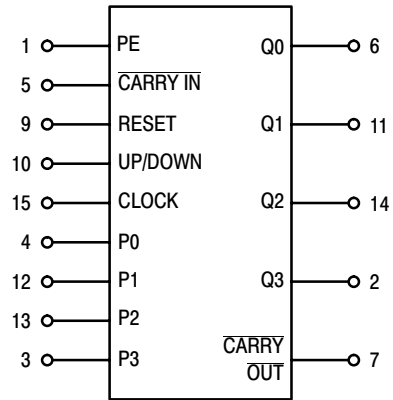 1 PE Q0 6
5 CARRY IN
9 RESET Q1 11
10 UP/DOWN
15 CLOCK Q2 14
4 P0
12 P1 Q3 2
13 P2
3 P3 CARRY OUT 7